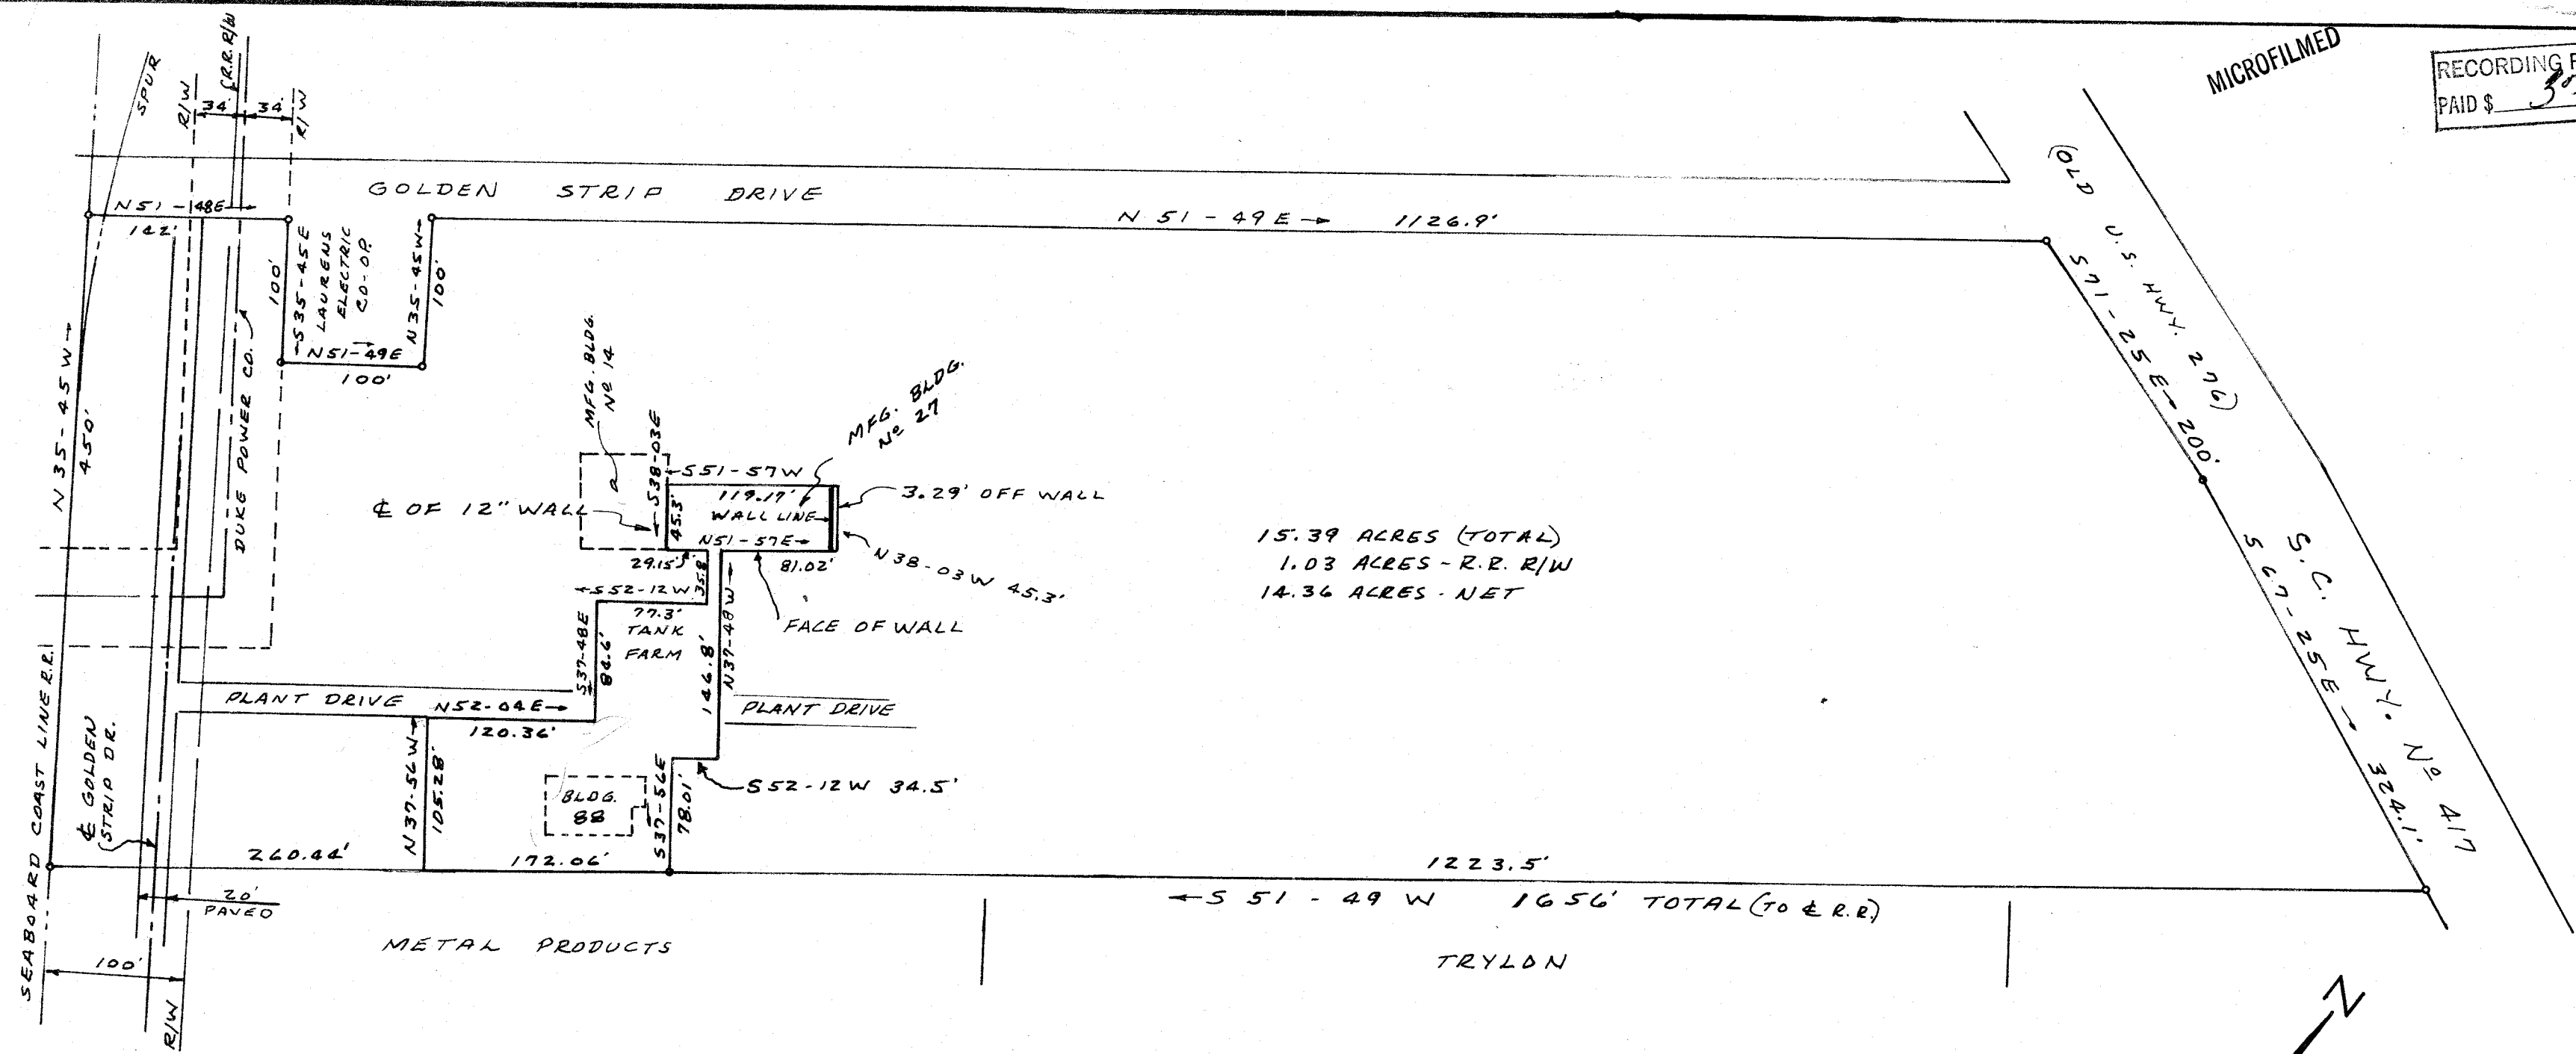 MICROFILMED
RECORDING F
PAID $
SPUR
R/W
34'
℄ R.R. R/W
34'
R/W
GOLDEN STRIP DRIVE
N51-48E
142'
N 51-49 E → 1126.9'
(OLD U.S. HWY. 276)
S 71-25 E → 200'
100'
←S35-45E
LAURENS
ELECTRIC
CO-OP.
N35-45W→
100'
N51-49E
100'
N35-45W→
450'
DUKE POWER CO.
MFG. BLDG.
Nº 14
MFG. BLDG.
Nº 27
←S38-03E
←S51-57W
119.17'
3.29' OFF WALL
℄ OF 12" WALL
45.3'
WALL LINE
N51-57E→
29.15'
81.02'
N38-03W 45.3'
35.8'
←S52-12W
77.3'
TANK
FARM
FACE OF WALL
S37-48E
84.6'
146.8'
N37-48W→
15.39 ACRES (TOTAL)
1.03 ACRES - R.R. R/W
14.36 ACRES - NET
S.C. HWY. Nº 417
S 67-25E → 324.1'
PLANT DRIVE
N52-04E→
120.36'
PLANT DRIVE
SEABOARD COAST LINE R.R.
℄ GOLDEN
STRIP DR.
N37-56W→
105.28'
BLDG.
88
S37-56E
78.01'
S52-12W 34.5'
260.44'
172.06'
1223.5'
←S 51-49 W 1656' TOTAL (TO ℄ R.R.)
20'
PAVED
METAL PRODUCTS
TRYLON
100'
R/W
N